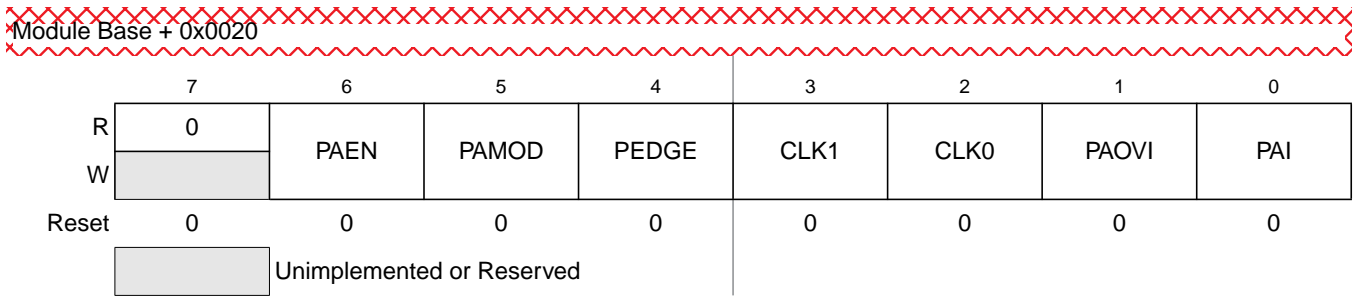 Module Base + 0x0020
7 6 5 4 3 2 1 0
R 0 PAEN PAMOD PEDGE CLK1 CLK0 PAOVI PAI
W
Reset 0 0 0 0 0 0 0 0
Unimplemented or Reserved